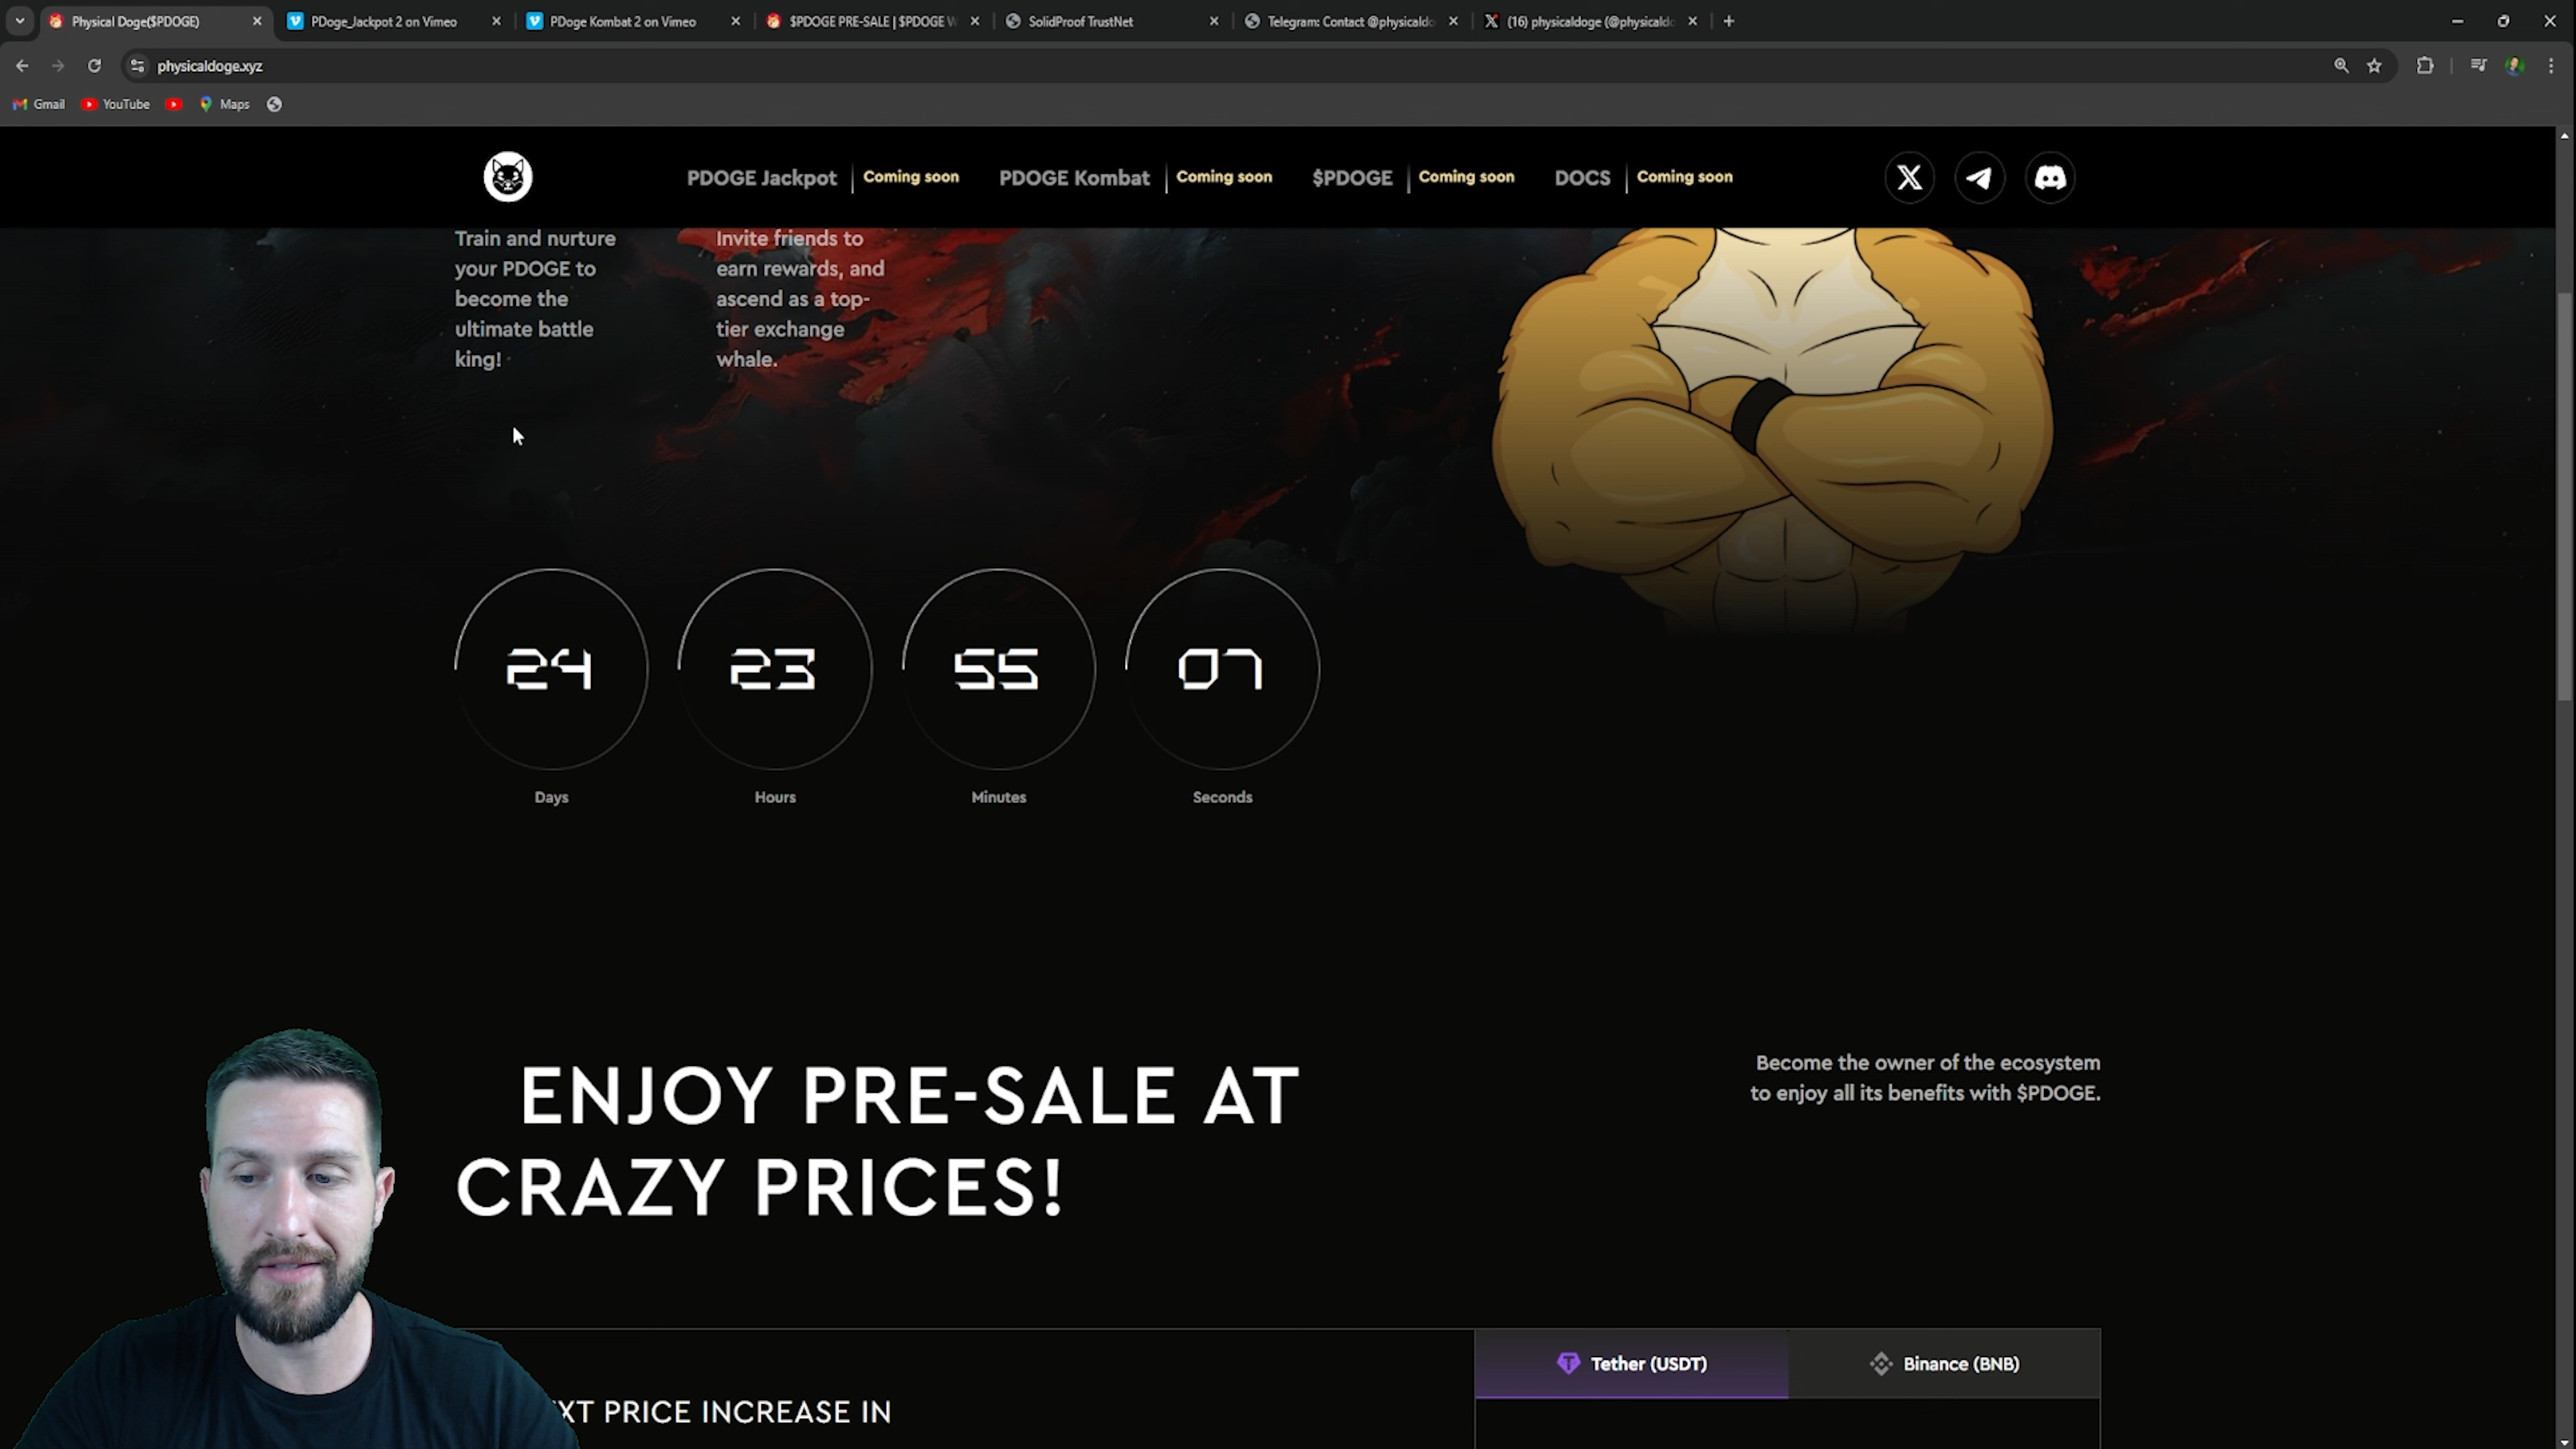 Physical Doge($PDOGE)
PDoge_Jackpot 2 on Vimeo
PDoge Kombat 2 on Vimeo
$PDOGE PRE-SALE | $PDOGE W
SolidProof TrustNet
Telegram: Contact @physicaldo
(16) physicaldoge (@physicaldo
physicaldoge.xyz
Gmail
YouTube
Maps
PDOGE Jackpot
Coming soon
PDOGE Kombat
Coming soon
$PDOGE
Coming soon
DOCS
Coming soon
Train and nurture
your PDOGE to
become the
ultimate battle
king!
Invite friends to
earn rewards, and
ascend as a top-
tier exchange
whale.
24
23
55
07
Days
Hours
Minutes
Seconds
ENJOY PRE-SALE AT
CRAZY PRICES!
Become the owner of the ecosystem
to enjoy all its benefits with $PDOGE.
Tether (USDT)
Binance (BNB)
PRICE INCREASE IN